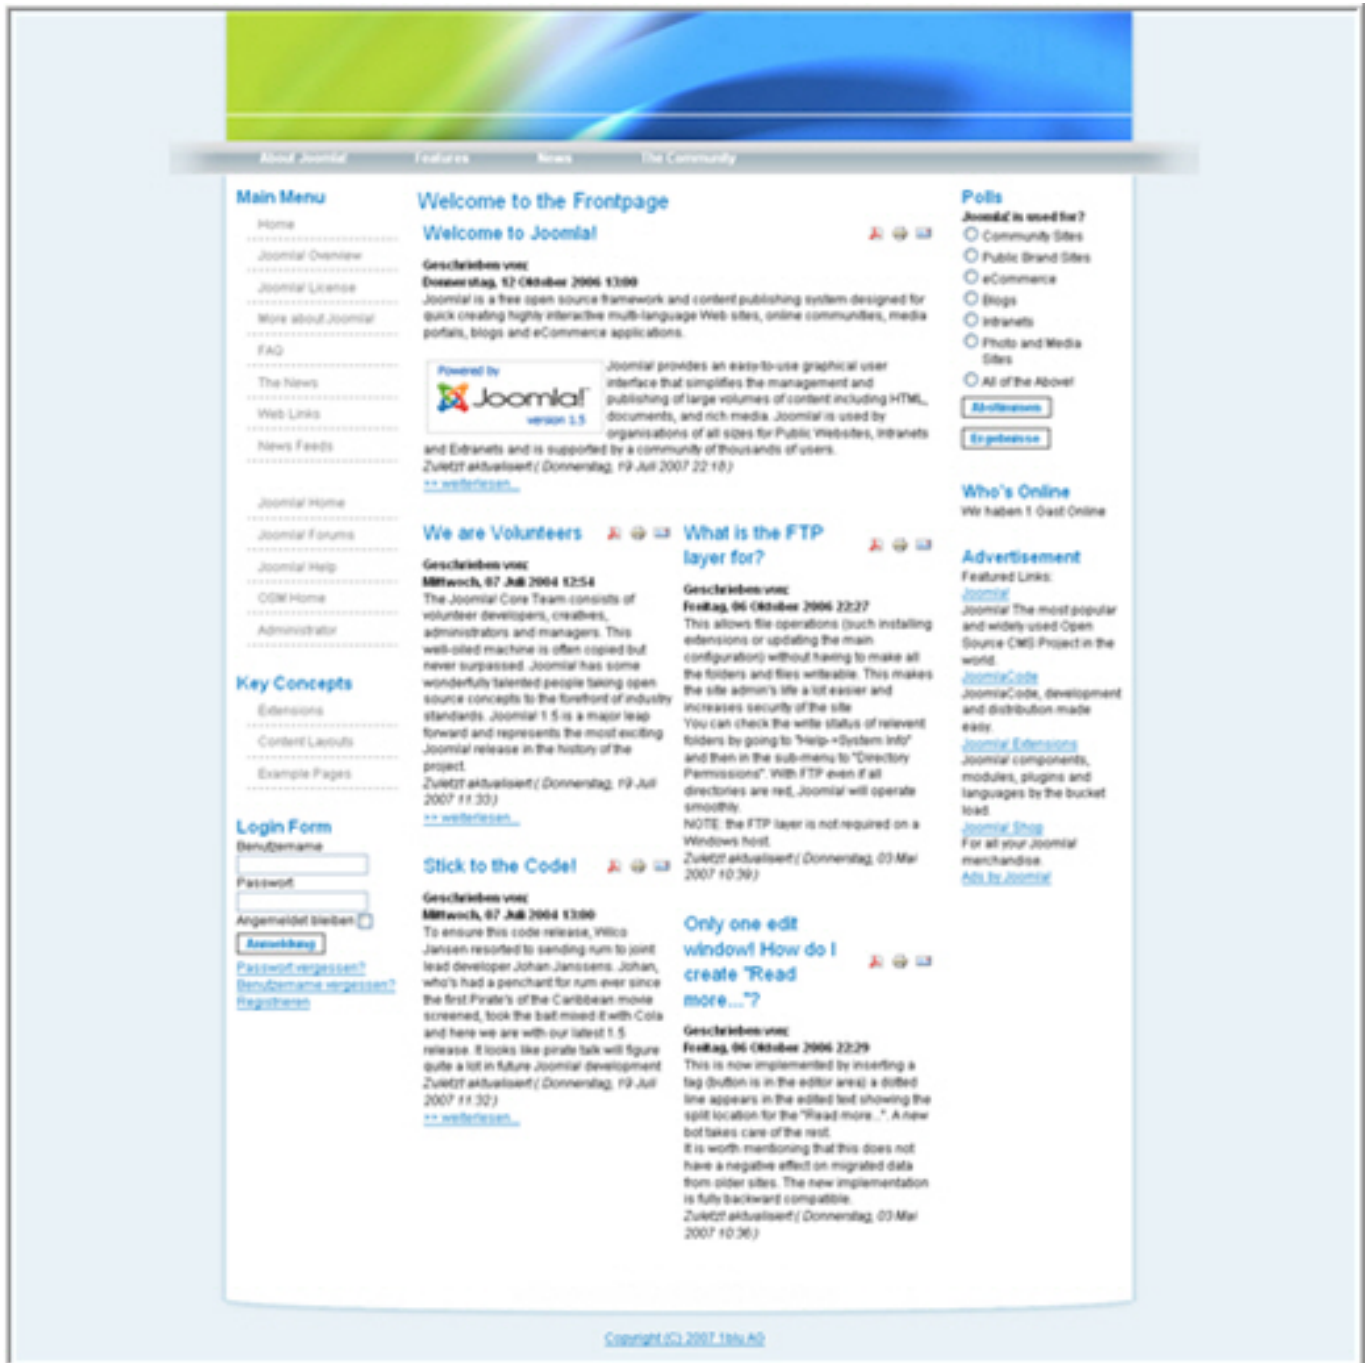 About Joomla!
Features
News
The Community
Main Menu
Home
Joomla! Overview
Joomla! License
More about Joomla!
FAQ
The News
Web Links
News Feeds
Joomla! Home
Joomla! Forums
Joomla! Help
OSM Home
Administrator
Key Concepts
Extensions
Content Layouts
Example Pages
Login Form
Benutzername
Passwort
Angemeldet bleiben
Anmeldung
Passwort vergessen?
Benutzername vergessen?
Registrieren
Welcome to the Frontpage
Welcome to Joomla!
Geschrieben von:
Donnerstag, 12 Oktober 2006 13:00
Joomla! is a free open source framework and content publishing system designed for
quick creating highly interactive multi-language Web sites, online communities, media
portals, blogs and eCommerce applications.
Powered by
Joomla!
version 1.5
Joomla! provides an easy-to-use graphical user
interface that simplifies the management and
publishing of large volumes of content including HTML,
documents, and rich media. Joomla! is used by
organisations of all sizes for Public Websites, Intranets
and Extranets and is supported by a community of thousands of users.
Zuletzt aktualisiert ( Donnerstag, 19 Juli 2007 22:18 )
>> weiterlesen...
We are Volunteers
Geschrieben von:
Mittwoch, 07 Juli 2004 12:54
The Joomla! Core Team consists of
volunteer developers, creatives,
administrators and managers. This
well-oiled machine is often copied but
never surpassed. Joomla! has some
wonderfully talented people taking open
source concepts to the forefront of industry
standards. Joomla! 1.5 is a major leap
forward and represents the most exciting
Joomla! release in the history of the
project.
Zuletzt aktualisiert ( Donnerstag, 19 Juli
2007 11:33 )
>> weiterlesen...
Stick to the Code!
Geschrieben von:
Mittwoch, 07 Juli 2004 13:00
To ensure this code release, Wilco
Jansen resorted to sending rum to joint
lead developer Johan Janssens. Johan,
who's had a penchant for rum ever since
the first Pirate's of the Caribbean movie
screened, took the bait mixed it with Cola
and here we are with our latest 1.5
release. It looks like pirate talk will figure
quite a lot in future Joomla! development
Zuletzt aktualisiert ( Donnerstag, 19 Juli
2007 11:32 )
>> weiterlesen...
What is the FTP
layer for?
Geschrieben von:
Freitag, 06 Oktober 2006 22:27
This allows file operations (such installing
extensions or updating the main
configuration) without having to make all
the folders and files writeable. This makes
the site admin's life a lot easier and
increases security of the site
You can check the write status of relevent
folders by going to "Help->System Info"
and then in the sub-menu to "Directory
Permissions". With FTP even if all
directories are red, Joomla! will operate
smoothly.
NOTE: the FTP layer is not required on a
Windows host.
Zuletzt aktualisiert ( Donnerstag, 03 Mai
2007 10:39 )
Only one edit
window! How do I
create "Read
more..."?
Geschrieben von:
Freitag, 06 Oktober 2006 22:29
This is now implemented by inserting a
tag (button is in the editor area) a dotted
line appears in the edited text showing the
split location for the "Read more...". A new
bot takes care of the rest.
It is worth mentioning that this does not
have a negative effect on migrated data
from older sites. The new implementation
is fully backward compatible.
Zuletzt aktualisiert ( Donnerstag, 03 Mai
2007 10:36 )
Polls
Joomla! is used for?
Community Sites
Public Brand Sites
eCommerce
Blogs
Intranets
Photo and Media
Sites
All of the Above!
Abstimmen
Ergebnisse
Who's Online
Wir haben 1 Gast Online
Advertisement
Featured Links:
Joomla!
Joomla! The most popular
and widely used Open
Source CMS Project in the
world.
JoomlaCode
JoomlaCode, development
and distribution made
easy.
Joomla! Extensions
Joomla! components,
modules, plugins and
languages by the bucket
load.
Joomla! Shop
For all your Joomla!
merchandise.
Ads by Joomla!
Copyright (C) 2007 1blu AG